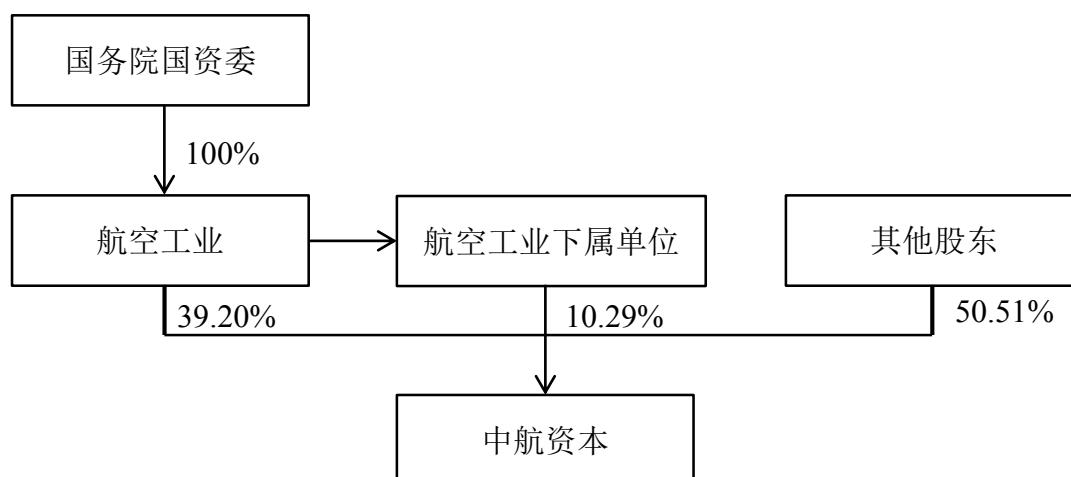 国务院国资委
100%
航空工业
航空工业下属单位
其他股东
39.20%
10.29%
50.51%
中航资本